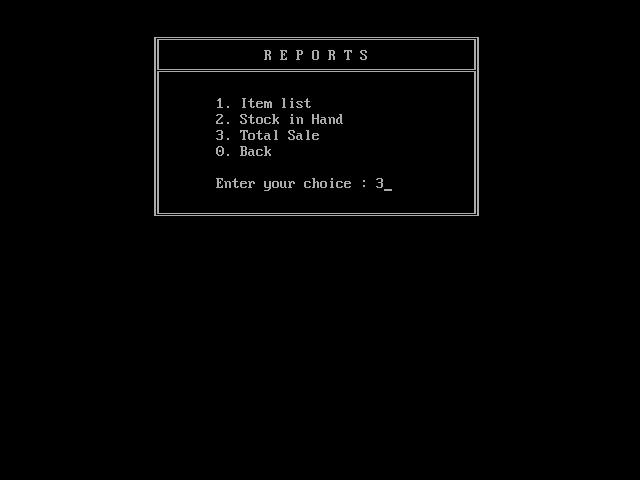 R E P O R T S
1. Item list
2. Stock in Hand
3. Total Sale
0. Back
Enter your choice : 3_